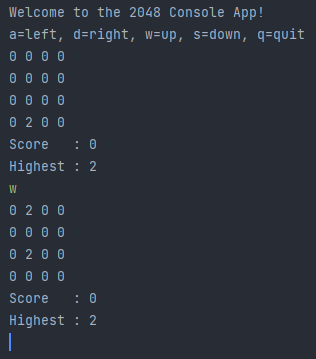 Welcome to the 2048 Console App!
a=left, d=right, w=up, s=down, q=quit
0 0 0 0
0 0 0 0
0 0 0 0
0 2 0 0
Score   : 0
Highest : 2
w
0 2 0 0
0 0 0 0
0 2 0 0
0 0 0 0
Score   : 0
Highest : 2